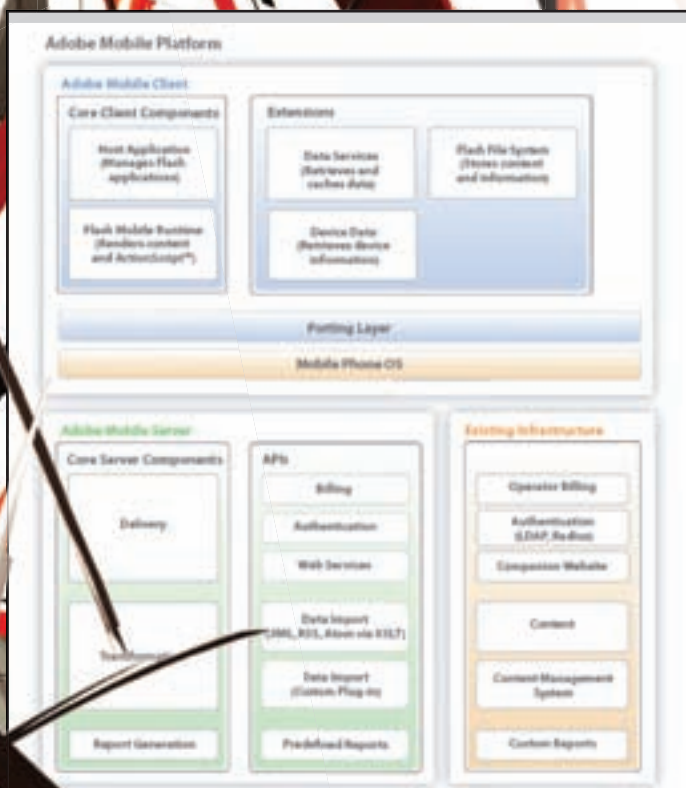 Adobe Mobile Platform
Adobe Mobile Client
Core Client Components
Host Application
(Manages Flash
applications)
Flash Mobile Runtime
(Renders content
and ActionScript™)
Extensions
Data Services
(Retrieves and
caches data)
Flash File System
(Stores content
and information)
Device Data
(Retrieves device
information)
Porting Layer
Mobile Phone OS
Adobe Mobile Server
Core Server Components
Delivery
Report Generation
APIs
Billing
Authentication
Web Services
Data Import
(XML, RSS, Atom via XSLT)
Data Import
(Custom Plug-in)
Predefined Reports
Existing Infrastructure
Operator Billing
Authentication
(LDAP, Radius)
Companion Website
Content
Content Management
System
Custom Reports